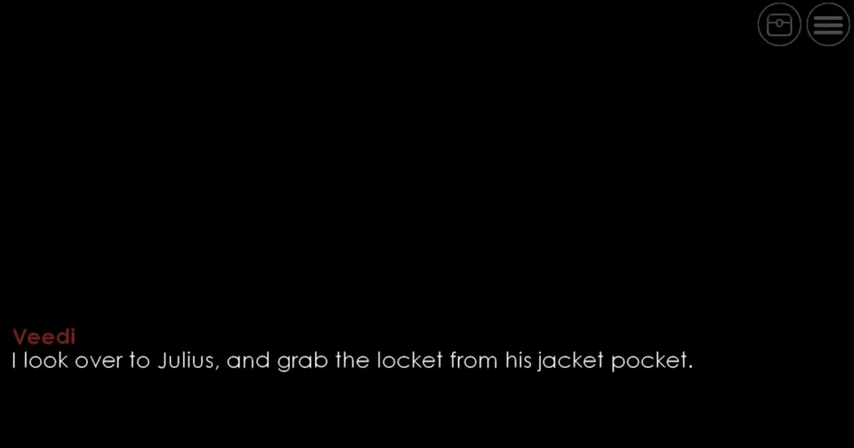 Veedi
I look over to Julius, and grab the locket from his jacket pocket.